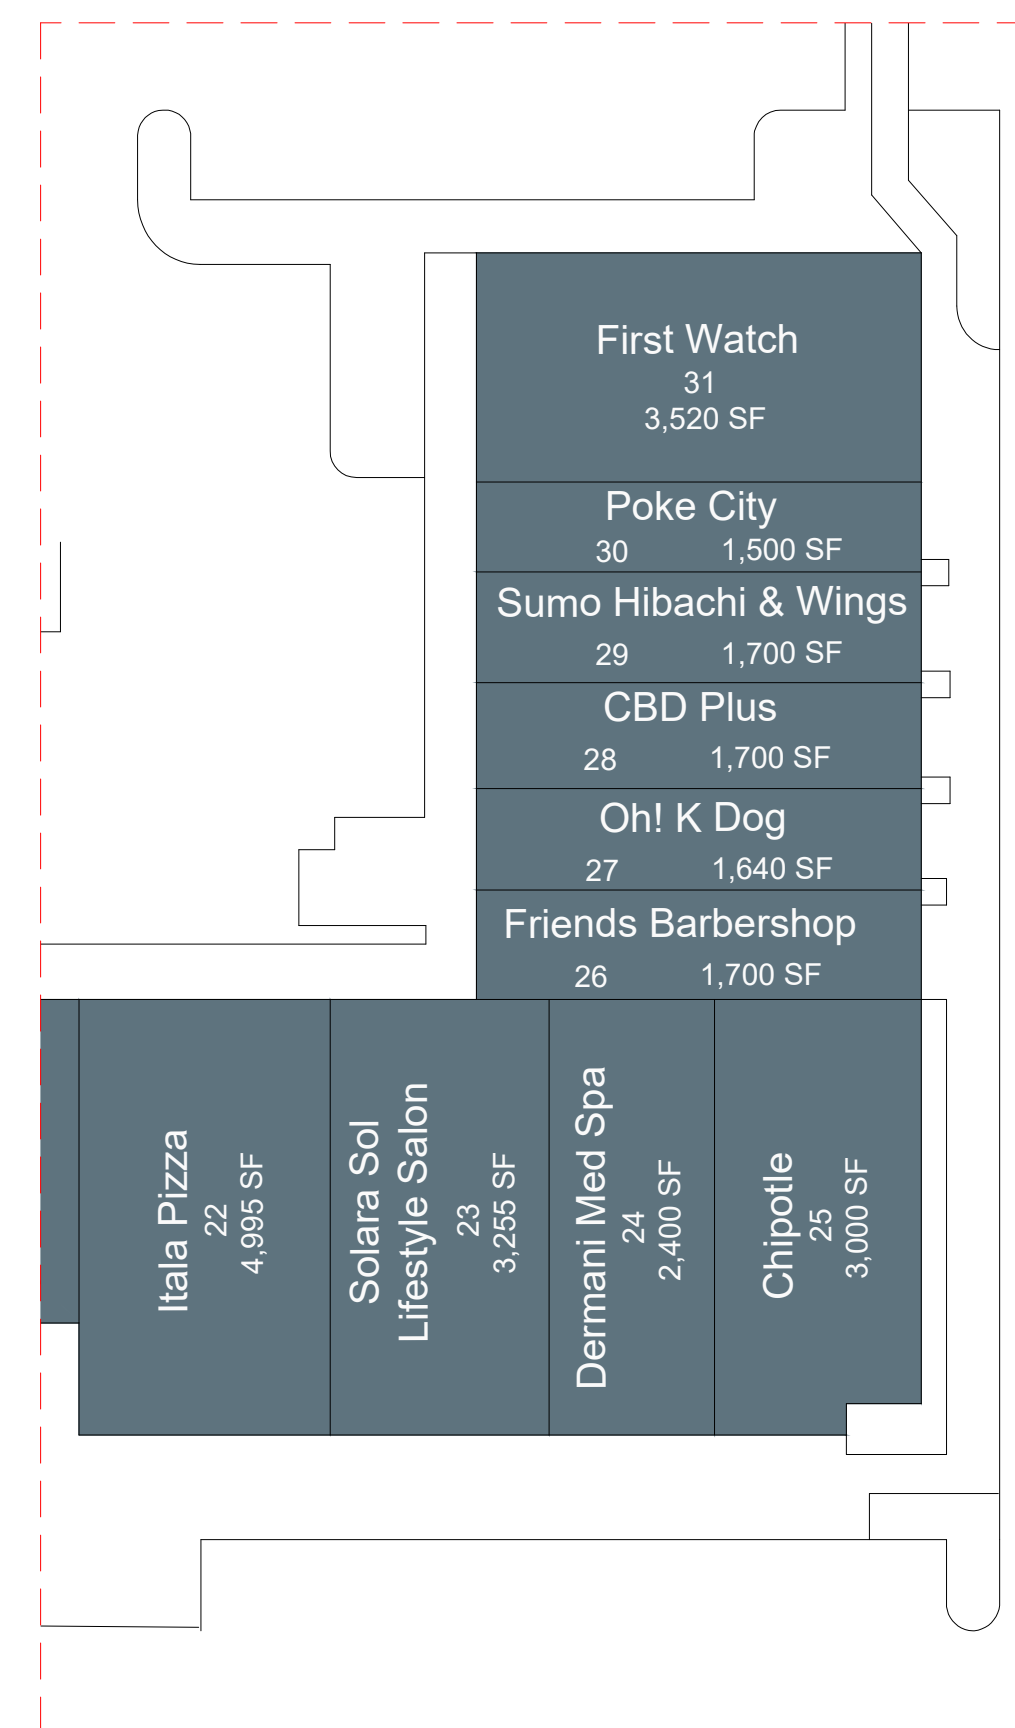 First Watch
31
3,520 SF
Poke City
30 1,500 SF
Sumo Hibachi & Wings
29 1,700 SF
CBD Plus
28 1,700 SF
Oh! K Dog
27 1,640 SF
Friends Barbershop
26 1,700 SF
Itala Pizza
22
4,995 SF
Solara Sol
Lifestyle Salon
23
3,255 SF
Dermani Med Spa
24
2,400 SF
Chipotle
25
3,000 SF